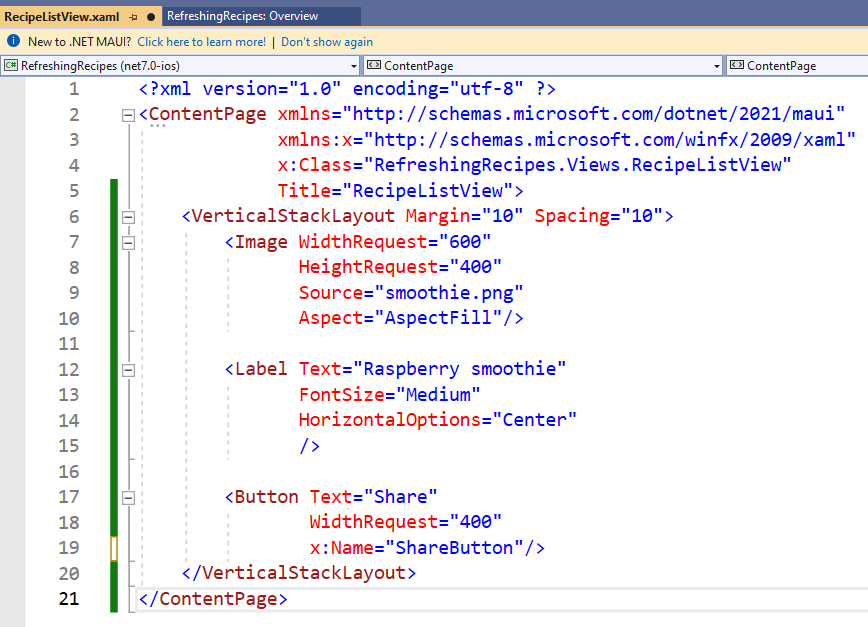 RecipeListView.xaml RefreshingRecipes: Overview
New to .NET MAUI? Click here to learn more! | Don't show again
C# RefreshingRecipes (net7.0-ios) ContentPage ContentPage
1 <?xml version="1.0" encoding="utf-8" ?>
2 <ContentPage xmlns="http://schemas.microsoft.com/dotnet/2021/maui"
3 xmlns:x="http://schemas.microsoft.com/winfx/2009/xaml"
4 x:Class="RefreshingRecipes.Views.RecipeListView"
5 Title="RecipeListView">
6 <VerticalStackLayout Margin="10" Spacing="10">
7 <Image WidthRequest="600"
8 HeightRequest="400"
9 Source="smoothie.png"
10 Aspect="AspectFill"/>
11
12 <Label Text="Raspberry smoothie"
13 FontSize="Medium"
14 HorizontalOptions="Center"
15 />
16
17 <Button Text="Share"
18 WidthRequest="400"
19 x:Name="ShareButton"/>
20 </VerticalStackLayout>
21 </ContentPage>